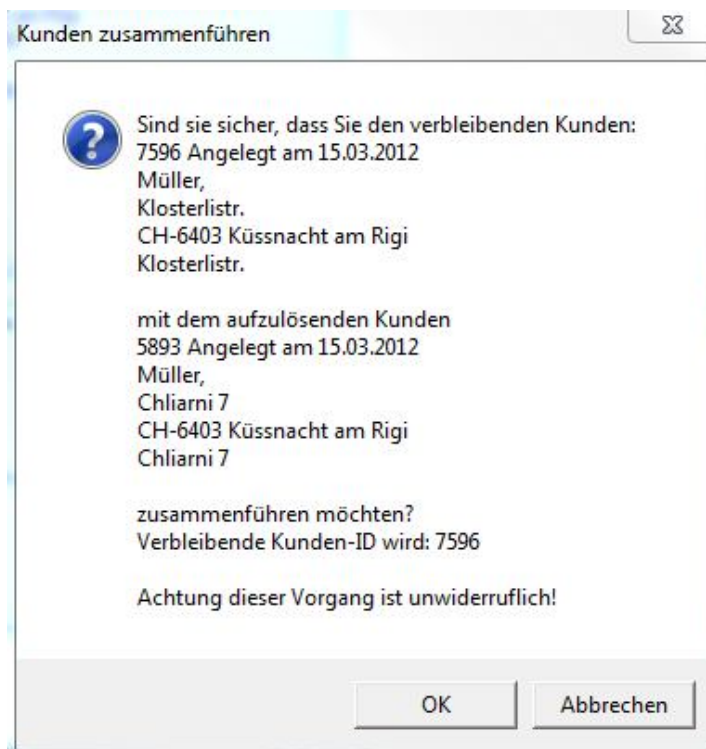 Kunden zusammenführen
Sind sie sicher, dass Sie den verbleibenden Kunden:
7596 Angelegt am 15.03.2012
Müller,
Klosterlistr.
CH-6403 Küssnacht am Rigi
Klosterlistr.
mit dem aufzulösenden Kunden
5893 Angelegt am 15.03.2012
Müller,
Chliarni 7
CH-6403 Küssnacht am Rigi
Chliarni 7
zusammenführen möchten?
Verbleibende Kunden-ID wird: 7596
Achtung dieser Vorgang ist unwiderruflich!
OK
Abbrechen